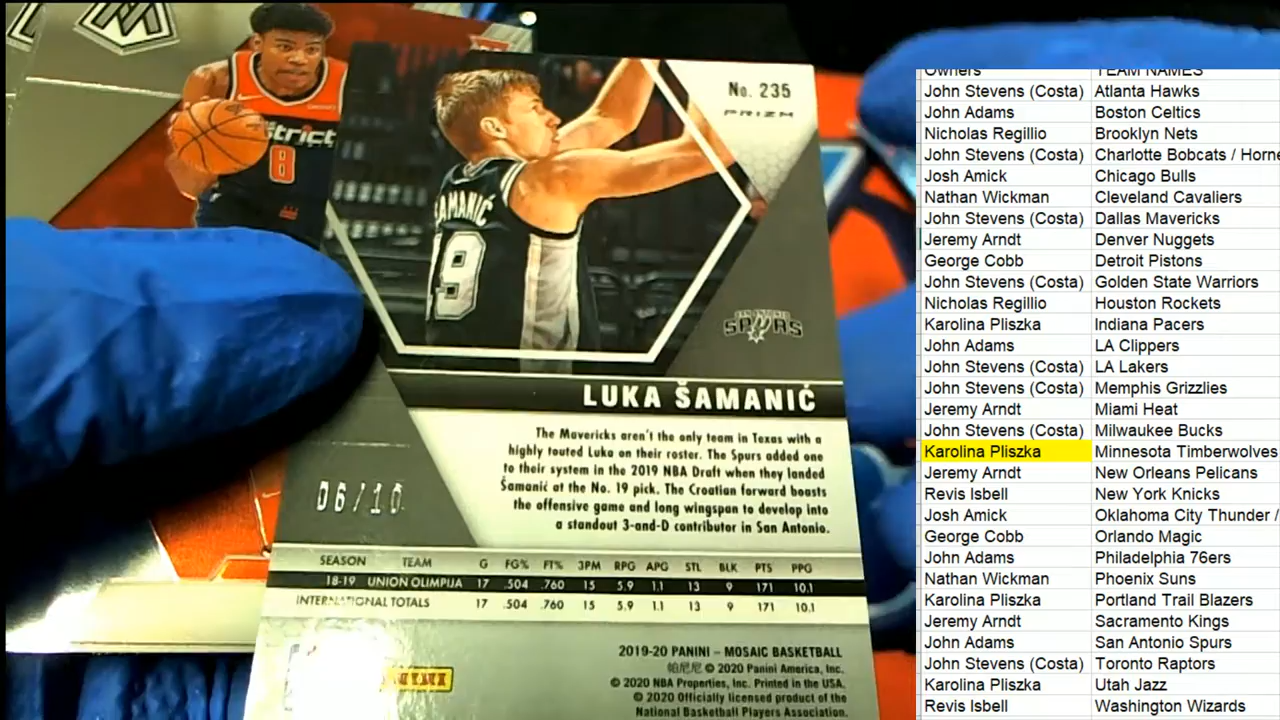 strict
8
No. 235
PRIZM
SAMANIĆ
19
SAN ANTONIO
SPURS
LUKA ŠAMANIĆ
The Mavericks aren't the only team in Texas with a
highly touted Luka on their roster. The Spurs added one
to their system in the 2019 NBA Draft when they landed
Šamanić at the No. 19 pick. The Croatian forward boasts
the offensive game and long wingspan to develop into
a standout 3-and-D contributor in San Antonio.
06/10
SEASON TEAM G FG% FT% 3PM RPG APG STL BLK PTS PPG
18-19 UNION OLIMPIJA 17 .504 .760 15 5.9 1.1 13 9 171 10.1
INTERNATIONAL TOTALS 17 .504 .760 15 5.9 1.1 13 9 171 10.1
2019-20 PANINI – MOSAIC BASKETBALL
帕尼尼 © 2020 Panini America, Inc.
© 2020 NBA Properties, Inc. Printed in the USA.
© 2020 Officially licensed product of the
National Basketball Players Association.
PANINI
Owners TEAM NAMES
John Stevens (Costa) Atlanta Hawks
John Adams Boston Celtics
Nicholas Regillio Brooklyn Nets
John Stevens (Costa) Charlotte Bobcats / Horne
Josh Amick Chicago Bulls
Nathan Wickman Cleveland Cavaliers
John Stevens (Costa) Dallas Mavericks
Jeremy Arndt Denver Nuggets
George Cobb Detroit Pistons
John Stevens (Costa) Golden State Warriors
Nicholas Regillio Houston Rockets
Karolina Pliszka Indiana Pacers
John Adams LA Clippers
John Stevens (Costa) LA Lakers
John Stevens (Costa) Memphis Grizzlies
Jeremy Arndt Miami Heat
John Stevens (Costa) Milwaukee Bucks
Karolina Pliszka Minnesota Timberwolves
Jeremy Arndt New Orleans Pelicans
Revis Isbell New York Knicks
Josh Amick Oklahoma City Thunder /
George Cobb Orlando Magic
John Adams Philadelphia 76ers
Nathan Wickman Phoenix Suns
Karolina Pliszka Portland Trail Blazers
Jeremy Arndt Sacramento Kings
John Adams San Antonio Spurs
John Stevens (Costa) Toronto Raptors
Karolina Pliszka Utah Jazz
Revis Isbell Washington Wizards